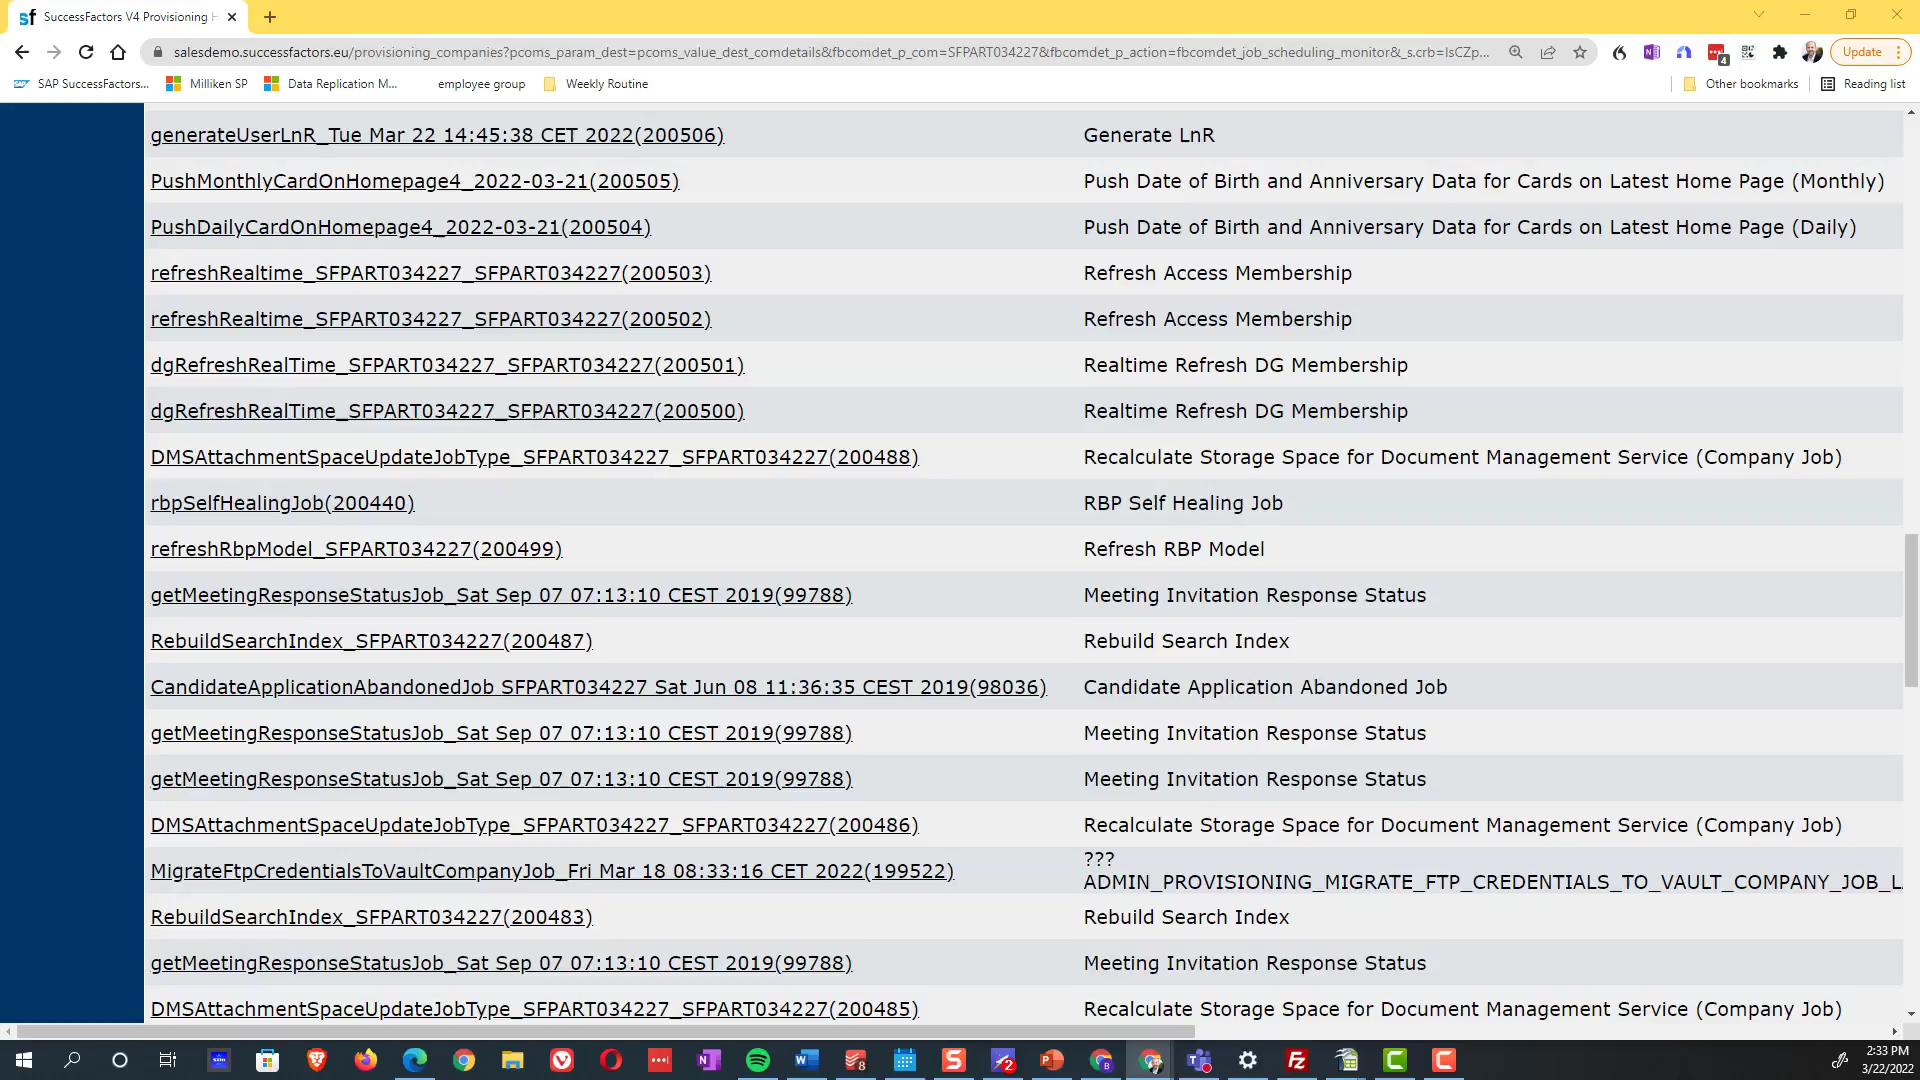 SuccessFactors V4 Provisioning H
salesdemo.successfactors.eu/provisioning_companies?pcoms_param_dest=pcoms_value_dest_comdetails&fbcomdet_p_com=SFPART034227&fbcomdet_p_action=fbcomdet_job_scheduling_monitor&_s.crb=IsCZp...
4
Update
SAP SAP SuccessFactors... Milliken SP Data Replication M... employee group Weekly Routine Other bookmarks Reading list
generateUserLnR_Tue Mar 22 14:45:38 CET 2022(200506) Generate LnR
PushMonthlyCardOnHomepage4_2022-03-21(200505) Push Date of Birth and Anniversary Data for Cards on Latest Home Page (Monthly)
PushDailyCardOnHomepage4_2022-03-21(200504) Push Date of Birth and Anniversary Data for Cards on Latest Home Page (Daily)
refreshRealtime_SFPART034227_SFPART034227(200503) Refresh Access Membership
refreshRealtime_SFPART034227_SFPART034227(200502) Refresh Access Membership
dgRefreshRealTime_SFPART034227_SFPART034227(200501) Realtime Refresh DG Membership
dgRefreshRealTime_SFPART034227_SFPART034227(200500) Realtime Refresh DG Membership
DMSAttachmentSpaceUpdateJobType_SFPART034227_SFPART034227(200488) Recalculate Storage Space for Document Management Service (Company Job)
rbpSelfHealingJob(200440) RBP Self Healing Job
refreshRbpModel_SFPART034227(200499) Refresh RBP Model
getMeetingResponseStatusJob_Sat Sep 07 07:13:10 CEST 2019(99788) Meeting Invitation Response Status
RebuildSearchIndex_SFPART034227(200487) Rebuild Search Index
CandidateApplicationAbandonedJob SFPART034227 Sat Jun 08 11:36:35 CEST 2019(98036) Candidate Application Abandoned Job
getMeetingResponseStatusJob_Sat Sep 07 07:13:10 CEST 2019(99788) Meeting Invitation Response Status
getMeetingResponseStatusJob_Sat Sep 07 07:13:10 CEST 2019(99788) Meeting Invitation Response Status
DMSAttachmentSpaceUpdateJobType_SFPART034227_SFPART034227(200486) Recalculate Storage Space for Document Management Service (Company Job)
MigrateFtpCredentialsToVaultCompanyJob_Fri Mar 18 08:33:16 CET 2022(199522) ???
ADMIN_PROVISIONING_MIGRATE_FTP_CREDENTIALS_TO_VAULT_COMPANY_JOB_L
RebuildSearchIndex_SFPART034227(200483) Rebuild Search Index
getMeetingResponseStatusJob_Sat Sep 07 07:13:10 CEST 2019(99788) Meeting Invitation Response Status
DMSAttachmentSpaceUpdateJobType_SFPART034227_SFPART034227(200485) Recalculate Storage Space for Document Management Service (Company Job)
2:33 PM
3/22/2022